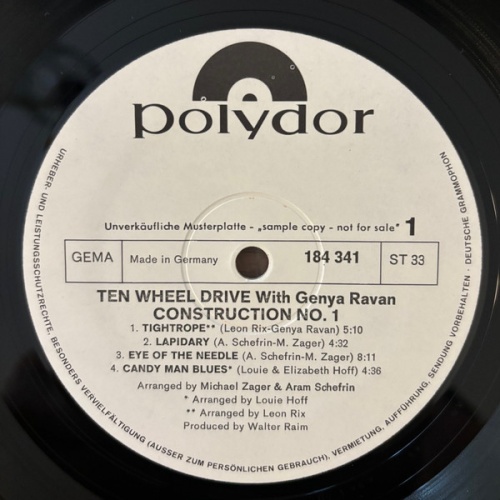 polydor
Unverkäufliche Musterplatte - „sample copy - not for sale" 1
GEMA Made in Germany 184 341 ST 33
TEN WHEEL DRIVE With Genya Ravan
CONSTRUCTION NO. 1
1. TIGHTROPE** (Leon Rix-Genya Ravan) 5:10
2. LAPIDARY (A. Schefrin-M. Zager) 4:32
3. EYE OF THE NEEDLE (A. Schefrin-M. Zager) 8:11
4. CANDY MAN BLUES* (Louie & Elizabeth Hoff) 4:36
Arranged by Michael Zager & Aram Schefrin
* Arranged by Louie Hoff
** Arranged by Leon Rix
Produced by Walter Raim
URHEBER- UND LEISTUNGSSCHUTZRECHTE, BESONDERS VERVIELFÄLTIGUNG (AUSSER ZUM PERSÖNLICHEN GEBRAUCH), VERMIETUNG, AUFFÜHRUNG, SENDUNG VORBEHALTEN · DEUTSCHE GRAMMOPHON